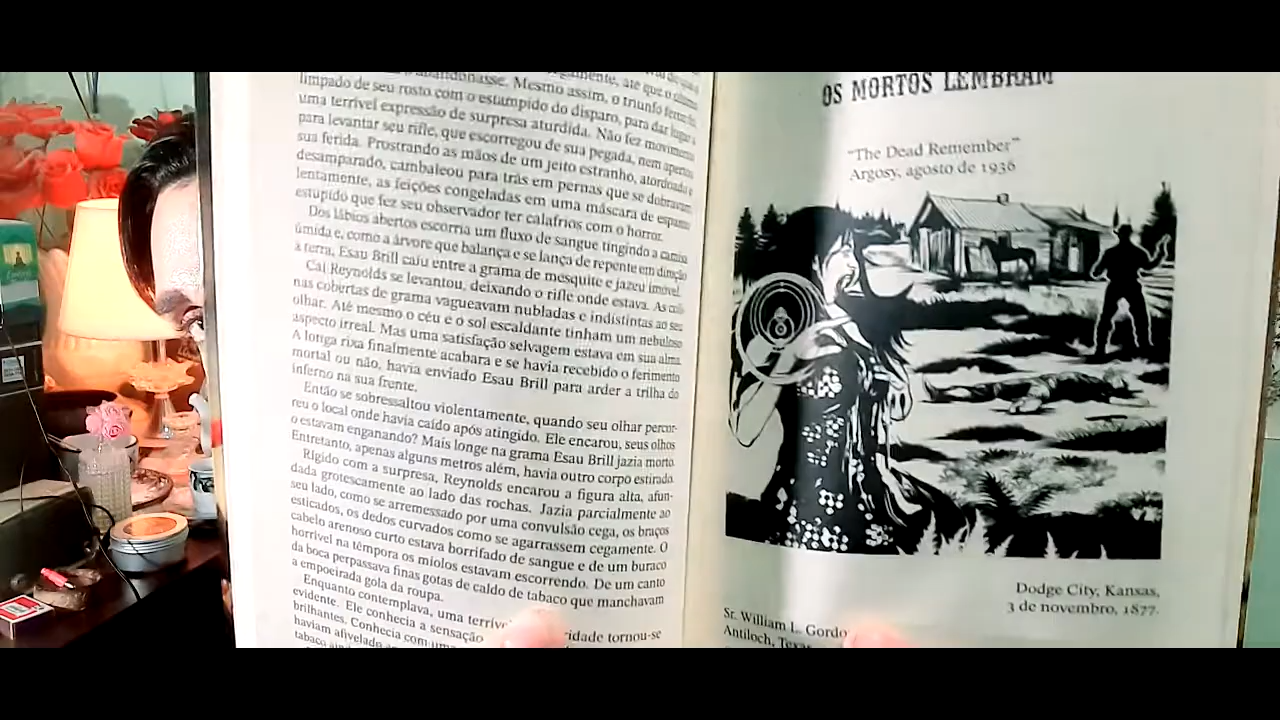 abandonasse. Mesmo assim, o triunfo
limpado de seu rosto com o estampido do disparo, para dar lugar a
uma terrível expressão de surpresa aturdida. Não fez movimento
para levantar seu rifle, que escorregou de sua pegada, nem apertou
sua ferida. Prostrando as mãos de um jeito estranho, atordoado e
desamparado, cambaleou para trás em pernas que se dobravam
lentamente, as feições congeladas em uma máscara de espanto
estúpido que fez seu observador ter calafrios com o horror.
Dos lábios abertos escorria um fluxo de sangue tingindo a camisa
úmida e, como a árvore que balança e se lança de repente em direção
à terra, Esau Brill caiu entre a grama de mesquite e jazeu imóvel.
Cal Reynolds se levantou, deixando o rifle onde estava. As coli-
nas cobertas de grama vagueavam nubladas e indistintas ao seu
olhar. Até mesmo o céu e o sol escaldante tinham um nebuloso
aspecto irreal. Mas uma satisfação selvagem estava em sua alma.
A longa rixa finalmente acabara e se havia recebido o ferimento
mortal ou não, havia enviado Esau Brill para arder a trilha do
inferno na sua frente.
Então se sobressaltou violentamente, quando seu olhar percor-
reu o local onde havia caído após atingido. Ele encarou, seus olhos
o estavam enganando? Mais longe na grama Esau Brill jazia morto.
Entretanto, apenas alguns metros além, havia outro corpo estirado.
Rígido com a surpresa, Reynolds encarou a figura alta, afun-
dada grotescamente ao lado das rochas. Jazia parcialmente ao
seu lado, como se arremessado por uma convulsão cega, os braços
esticados, os dedos curvados como se agarrassem cegamente. O
cabelo arenoso curto estava borrifado de sangue e de um buraco
horrível na têmpora os miolos estavam escorrendo. De um canto
da boca perpassava finas gotas de caldo de tabaco que manchavam
a empoeirada gola da roupa.
Enquanto contemplava, uma terrível tornou-se
evidente. Ele conhecia a sensação
brilhantes. Conhecia com
haviam afivelado
OS MORTOS LEMBRAM
“The Dead Remember”
Argosy, agosto de 1936
Dodge City, Kansas,
3 de novembro, 1877.
Sr. William L. Gordo
Antiloch, Texas